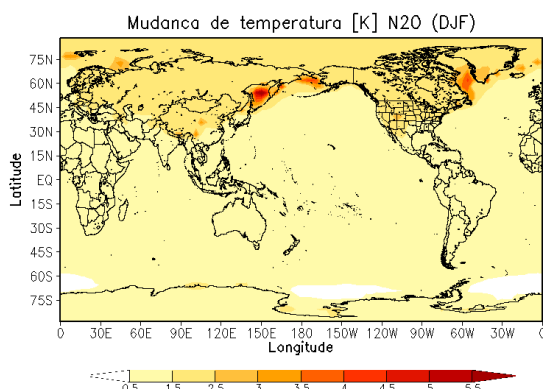 Mudanca de temperatura [K] N2O (DJF)
Latitude
75N
60N
45N
30N
15N
EQ
15S
30S
45S
60S
75S
0 30E 60E 90E 120E 150E 180 150W 120W 90W 60W 30W 0
Longitude
0.5 1.5 2.5 3 3.5 4 4.5 5 5.5